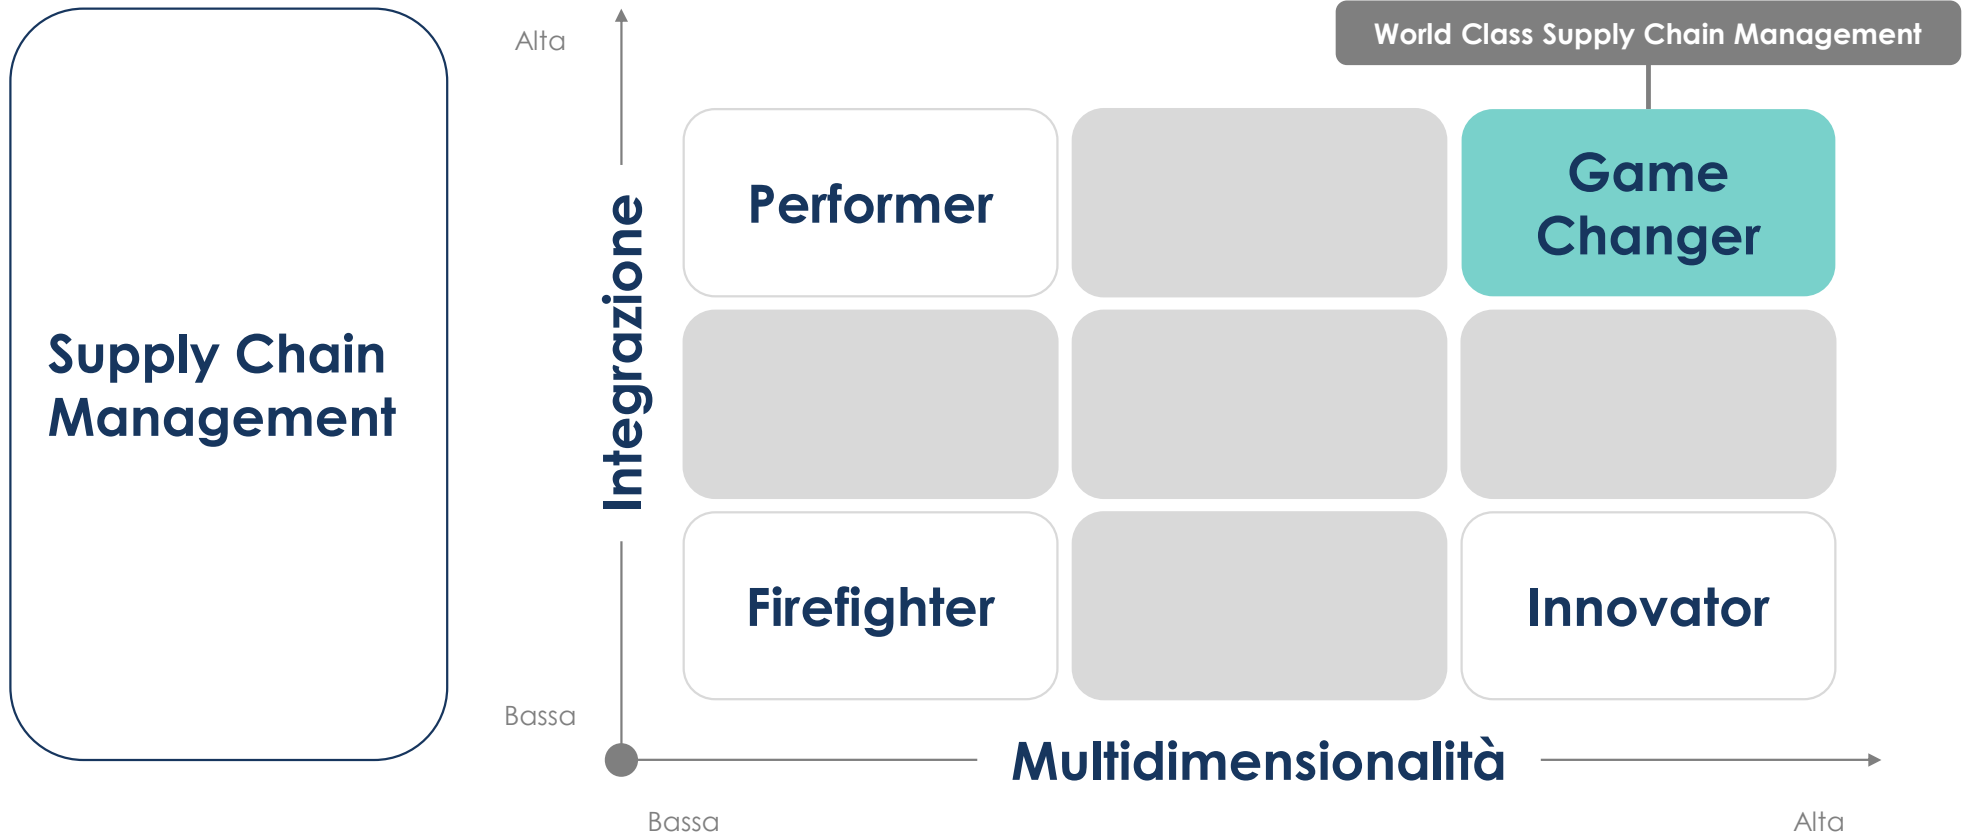 Supply Chain
Management
Alta
World Class Supply Chain Management
Integrazione
Performer
Game
Changer
Firefighter
Innovator
Bassa
Multidimensionalità
Bassa
Alta